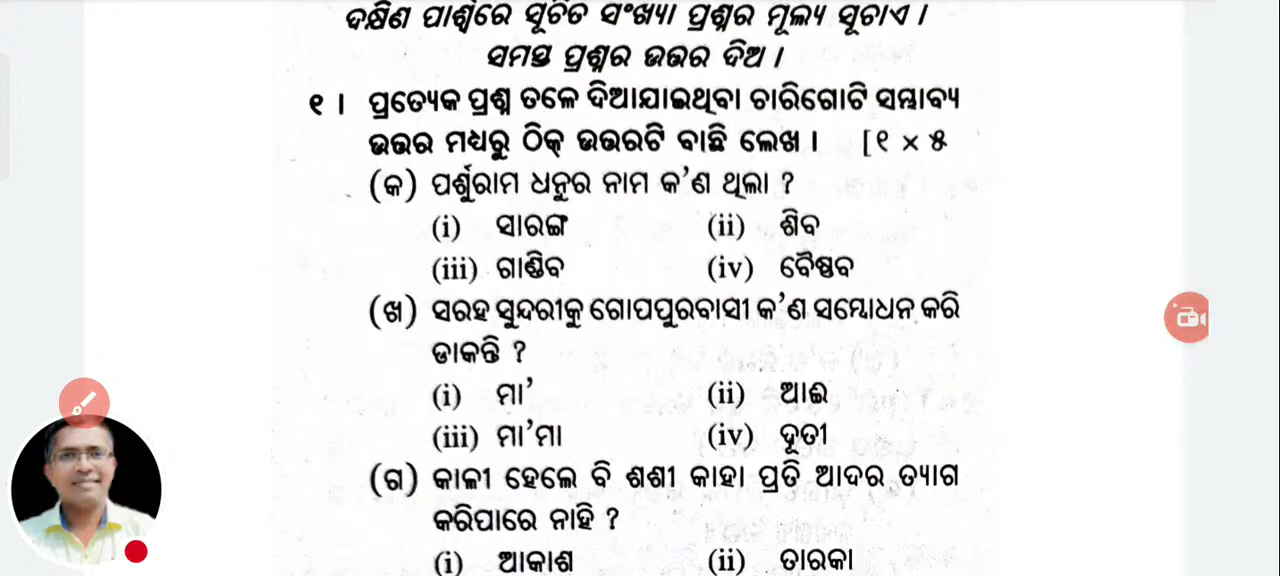 ଦକ୍ଷିଣ ପାର୍ଶ୍ୱରେ ସୂଚିତ ସଂଖ୍ୟା ପ୍ରଶ୍ନର ମୂଲ୍ୟ ସୂଚାଏ ।
ସମସ୍ତ ପ୍ରଶ୍ନର ଉତ୍ତର ଦିଅ ।
୧ । ପ୍ରତ୍ୟେକ ପ୍ରଶ୍ନ ତଳେ ଦିଆଯାଇଥିବା ଚାରିଗୋଟି ସମ୍ଭାବ୍ୟ
ଉତ୍ତର ମଧ୍ୟରୁ ଠିକ୍ ଉତ୍ତରଟି ବାଛି ଲେଖ । [୧ × ୫
(କ) ପର୍ଶୁରାମ ଧନୁର ନାମ କ'ଣ ଥିଲା ?
(i) ସାରଙ୍ଗ (ii) ଶିବ
(iii) ଗାଣ୍ଡିବ (iv) ବୈଷ୍ଣବ
(ଖ) ସରହ ସୁନ୍ଦରୀକୁ ଗୋପପୁରବାସୀ କ'ଣ ସମ୍ବୋଧନ କରି
ଡାକନ୍ତି ?
(i) ମା' (ii) ଆଈ
(iii) ମା'ମା (iv) ଦୂତୀ
(ଗ) କାଳୀ ହେଲେ ବି ଶଶୀ କାହା ପ୍ରତି ଆଦର ତ୍ୟାଗ
କରିପାରେ ନାହି ?
(i) ଆକାଶ (ii) ତାରକା